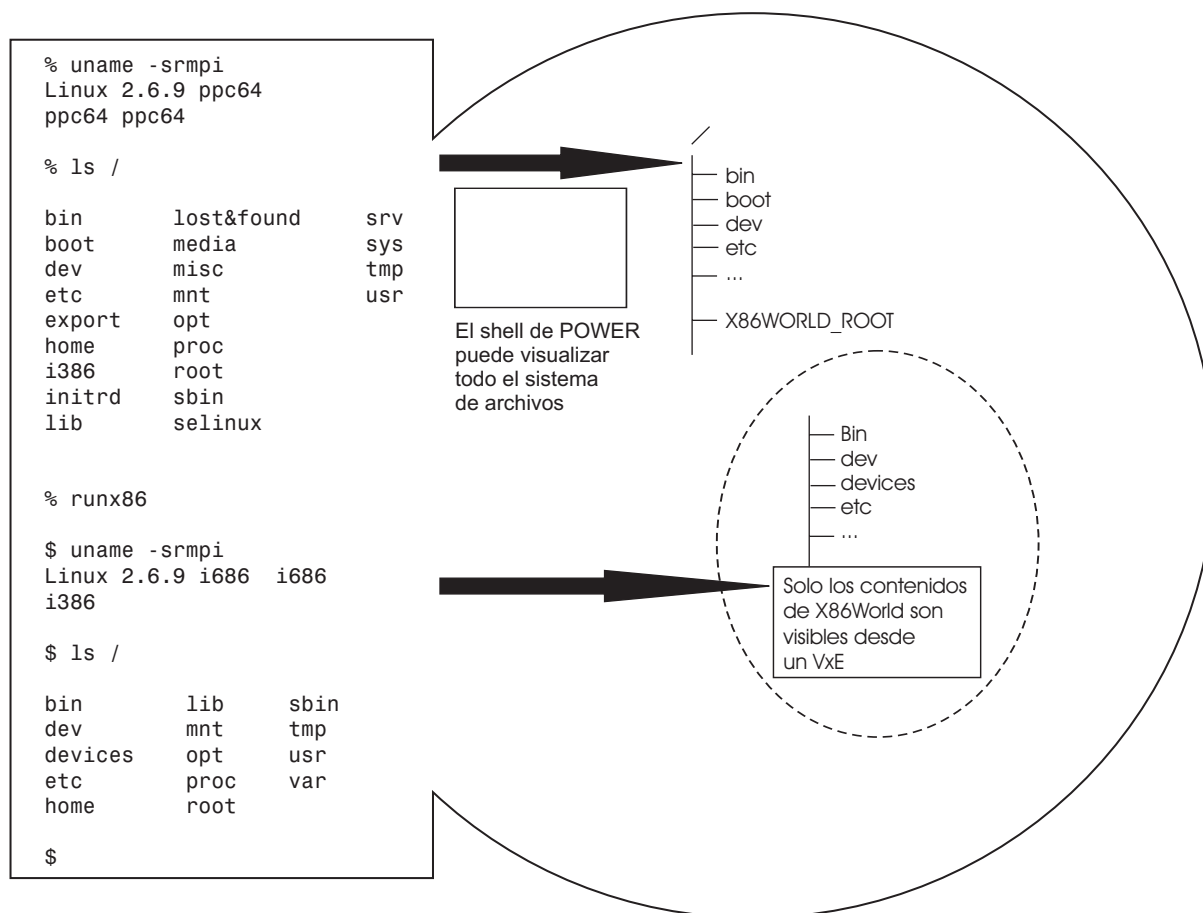 % uname -srmpi
Linux 2.6.9 ppc64
ppc64 ppc64
% ls /
bin lost&found srv
boot media sys
dev misc tmp
etc mnt usr
export opt
home proc
i386 root
initrd sbin
lib selinux
% runx86
$ uname -srmpi
Linux 2.6.9 i686 i686
i386
$ ls /
bin lib sbin
dev mnt tmp
devices opt usr
etc proc var
home root
$
El shell de POWER
puede visualizar
todo el sistema
de archivos
/
bin
boot
dev
etc
...
X86WORLD_ROOT
Bin
dev
devices
etc
...
Solo los contenidos
de X86World son
visibles desde
un VxE